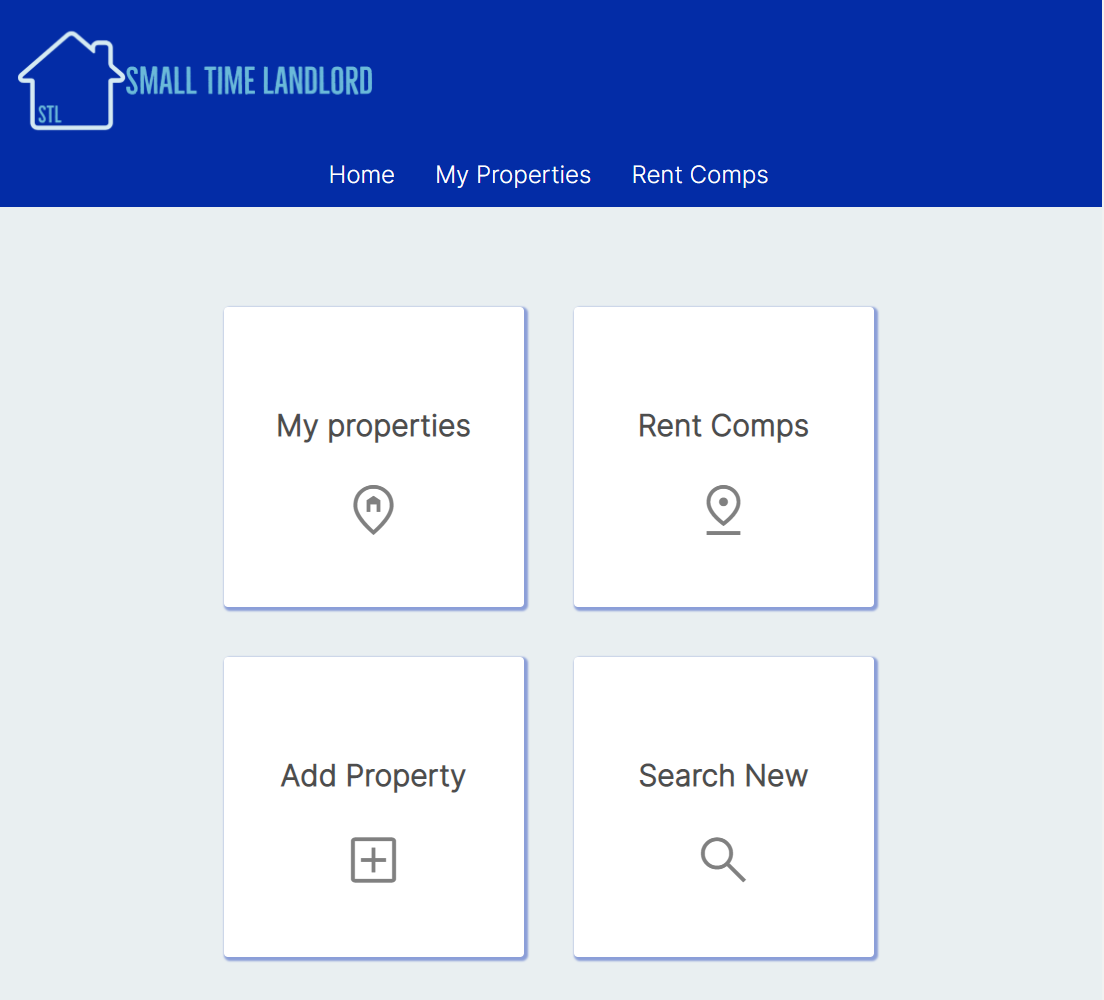 SMALL TIME LANDLORD
STL
Home My Properties Rent Comps
My properties
Rent Comps
Add Property
Search New